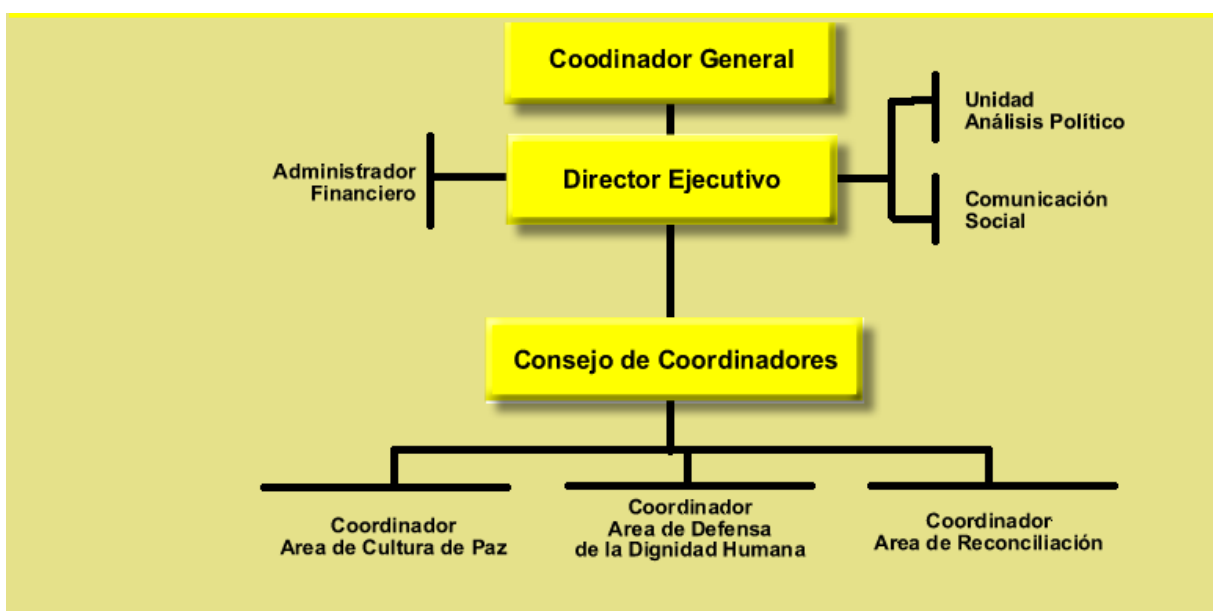 Coodinador General
Unidad
Análisis Político
Administrador
Financiero
Director Ejecutivo
Comunicación
Social
Consejo de Coordinadores
Coordinador
Area de Cultura de Paz
Coordinador
Area de Defensa
de la Dignidad Humana
Coordinador
Area de Reconciliación